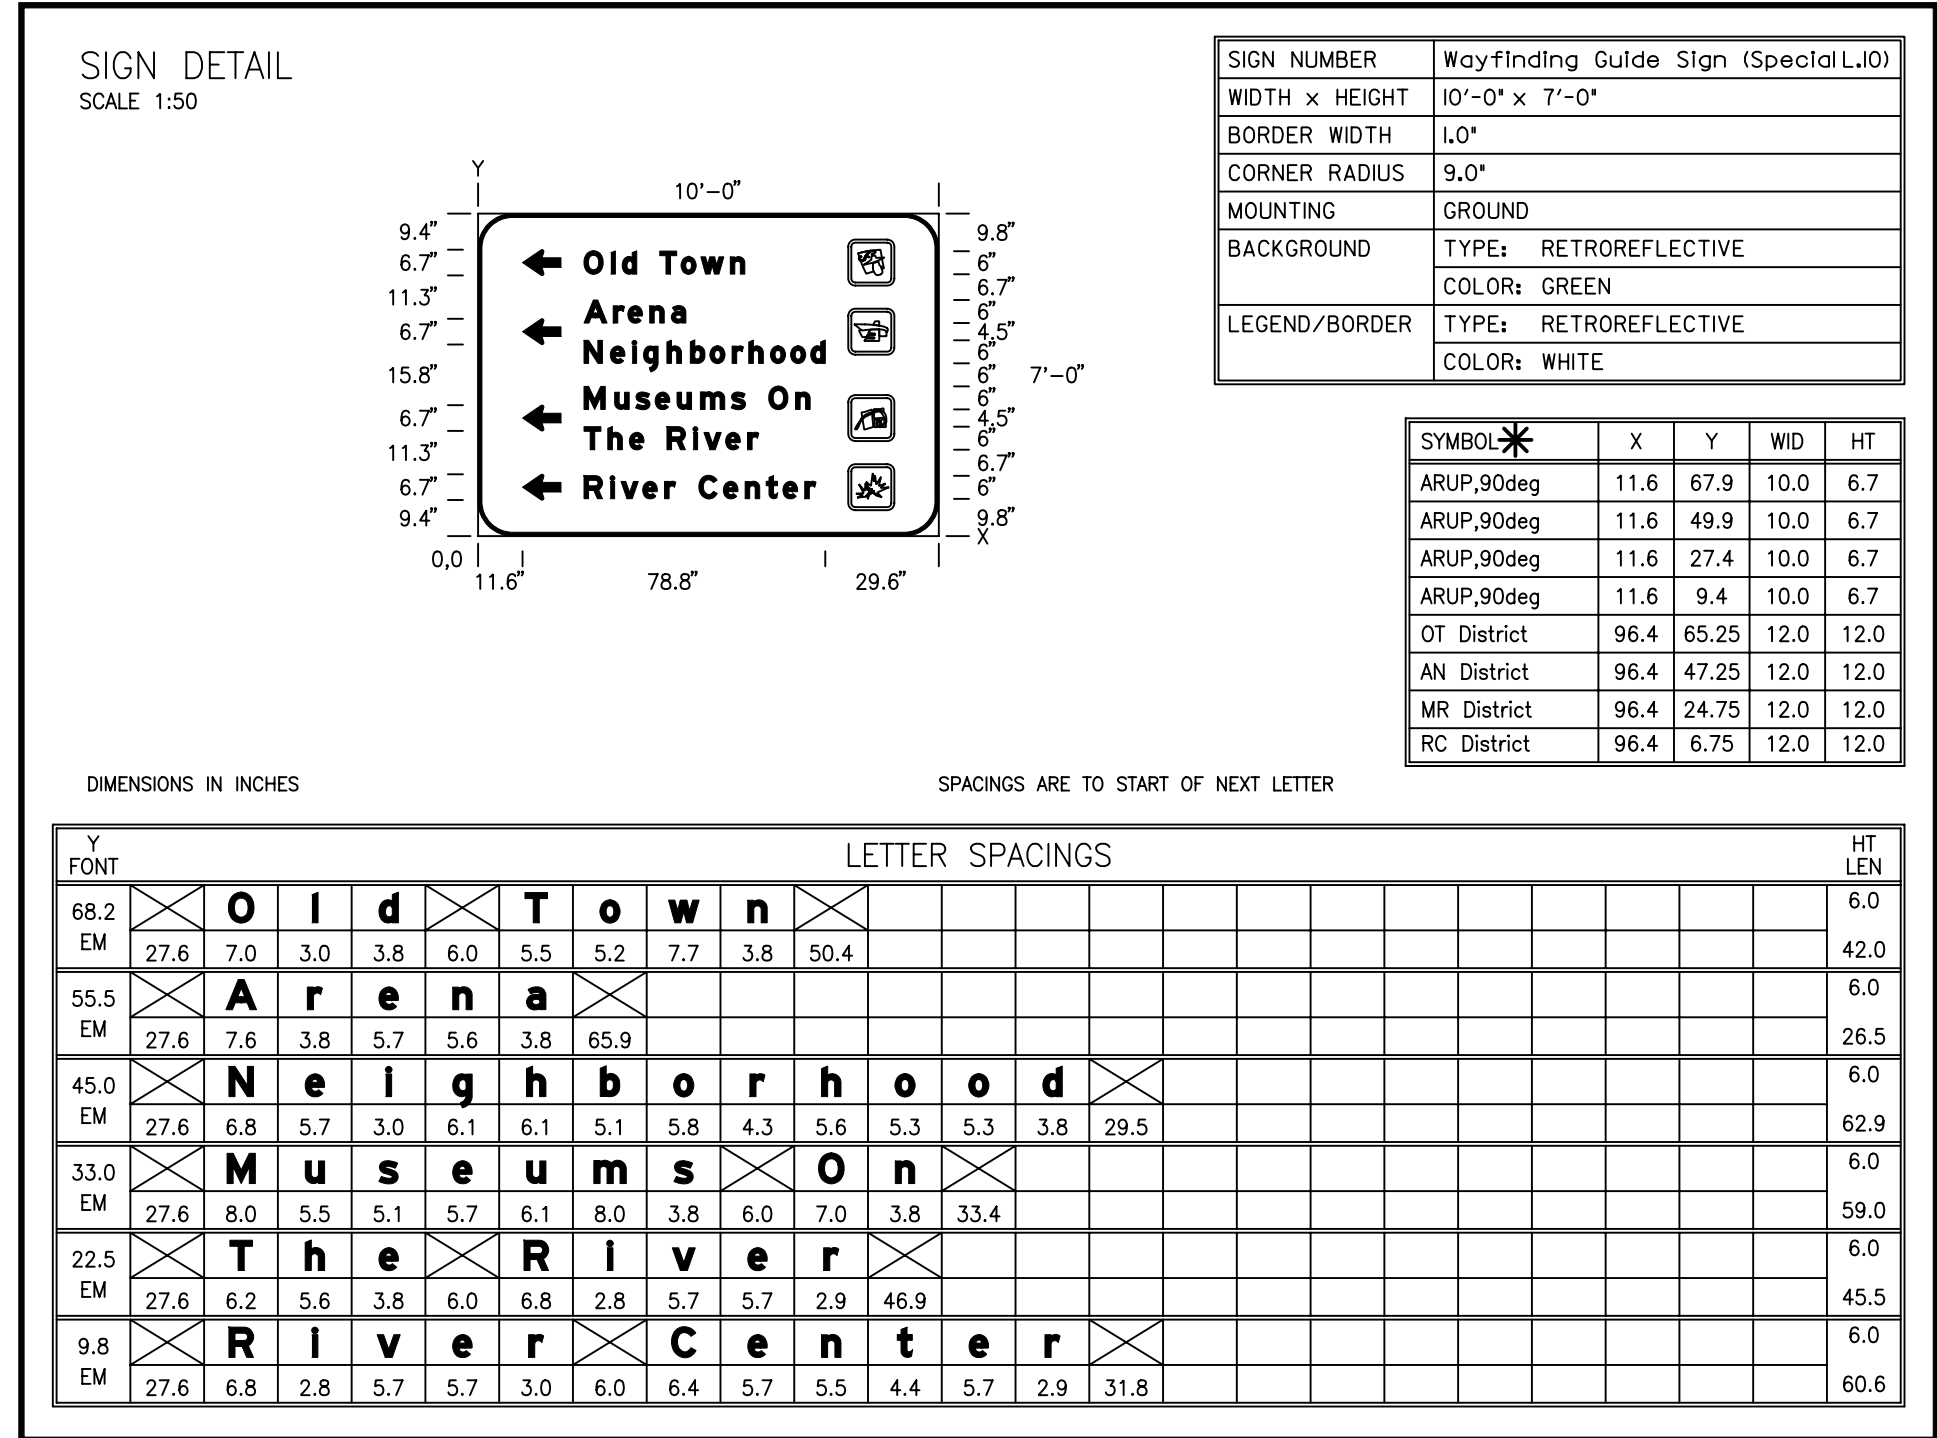 SIGN DETAIL
SCALE 1:50
SIGN NUMBER Wayfinding Guide Sign (Special L.10)
WIDTH x HEIGHT 10'-0" x 7'-0"
BORDER WIDTH 1.0"
CORNER RADIUS 9.0"
MOUNTING GROUND
BACKGROUND TYPE: RETROREFLECTIVE
COLOR: GREEN
LEGEND/BORDER TYPE: RETROREFLECTIVE
COLOR: WHITE
Y
10'-0"
9.4"
6.7"
11.3"
6.7"
15.8"
6.7"
11.3"
6.7"
9.4"
Old Town
Arena
Neighborhood
Museums On
The River
River Center
9.8"
6"
6.7"
6"
4.5"
6"
6"
6"
4.5"
6"
6.7"
6"
9.8"
X
7'-0"
0,0
11.6" 78.8" 29.6"
SYMBOL X Y WID HT
ARUP,90deg 11.6 67.9 10.0 6.7
ARUP,90deg 11.6 49.9 10.0 6.7
ARUP,90deg 11.6 27.4 10.0 6.7
ARUP,90deg 11.6 9.4 10.0 6.7
OT District 96.4 65.25 12.0 12.0
AN District 96.4 47.25 12.0 12.0
MR District 96.4 24.75 12.0 12.0
RC District 96.4 6.75 12.0 12.0
DIMENSIONS IN INCHES
SPACINGS ARE TO START OF NEXT LETTER
Y FONT LETTER SPACINGS HT LEN
68.2 O l d T o w n 6.0
EM 27.6 7.0 3.0 3.8 6.0 5.5 5.2 7.7 3.8 50.4 42.0
55.5 A r e n a 6.0
EM 27.6 7.6 3.8 5.7 5.6 3.8 65.9 26.5
45.0 N e i g h b o r h o o d 6.0
EM 27.6 6.8 5.7 3.0 6.1 6.1 5.1 5.8 4.3 5.6 5.3 5.3 3.8 29.5 62.9
33.0 M u s e u m s O n 6.0
EM 27.6 8.0 5.5 5.1 5.7 6.1 8.0 3.8 6.0 7.0 3.8 33.4 59.0
22.5 T h e R i v e r 6.0
EM 27.6 6.2 5.6 3.8 6.0 6.8 2.8 5.7 5.7 2.9 46.9 45.5
9.8 R i v e r C e n t e r 6.0
EM 27.6 6.8 2.8 5.7 5.7 3.0 6.0 6.4 5.7 5.5 4.4 5.7 2.9 31.8 60.6